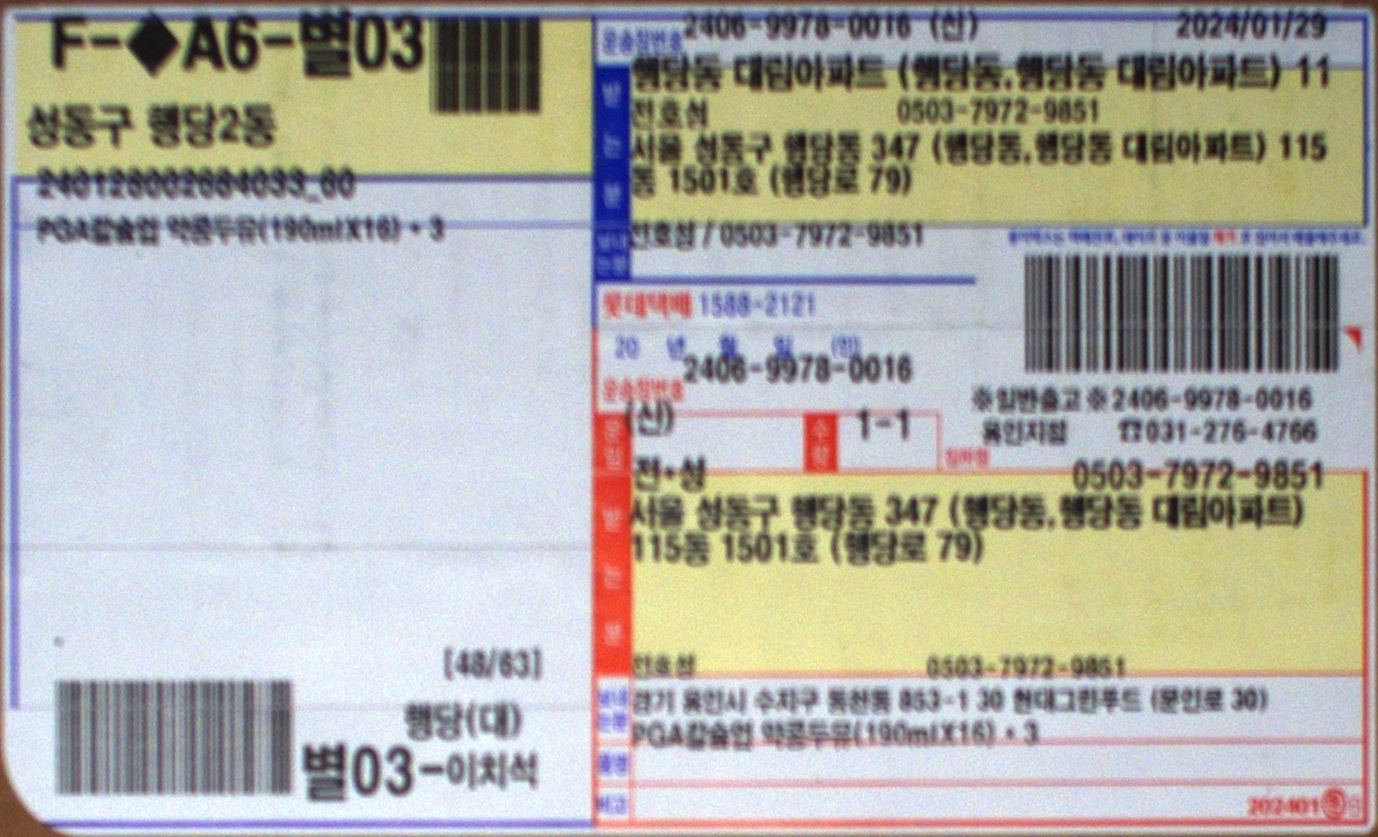 F-◆A6-별03
성동구 행당2동
240128002684033_60
PGA칼슘업 약콩두유(190mlX16) * 3
[48/63]
행당(대)
별03-이치석
운송장번호 2406-9978-0016 (신) 2024/01/29
행당동 대림아파트 (행당동,행당동 대림아파트) 11
받는분
전호성 0503-7972-9851
서울 성동구 행당동 347 (행당동,행당동 대림아파트) 115
동 1501호 (행당로 79)
보내는분 전호성 / 0503-7972-9851
롯데택배 1588-2121
20 년 월 일 (인)
운송장번호 2406-9978-0016
(신)
수량 1-1
※일반출고※2406-9978-0016
용인지점 ☎031-276-4766
전*성 0503-7972-9851
받는분
서울 성동구 행당동 347 (행당동,행당동 대림아파트)
115동 1501호 (행당로 79)
전호성 0503-7972-9851
보내는분
경기 용인시 수지구 동천동 853-1 30 현대그린푸드 (문인로 30)
PGA칼슘업 약콩두유(190mlX16) * 3
품명
비고